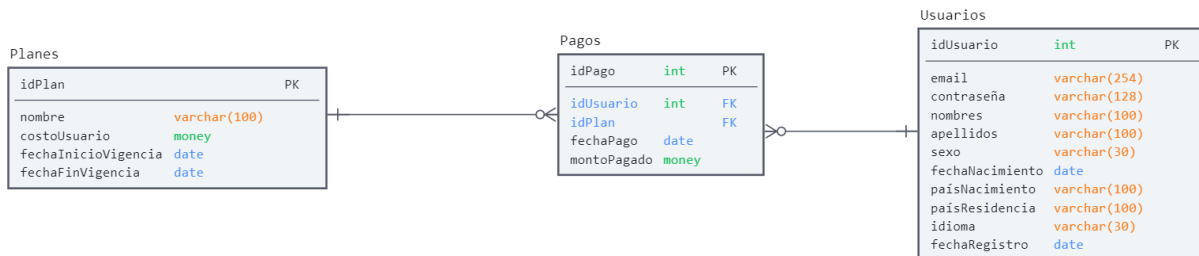 Planes
idPlan PK
nombre varchar(100)
costoUsuario money
fechaInicioVigencia date
fechaFinVigencia date
Pagos
idPago int PK
idUsuario int FK
idPlan FK
fechaPago date
montoPagado money
Usuarios
idUsuario int PK
email varchar(254)
contraseña varchar(128)
nombres varchar(100)
apellidos varchar(100)
sexo varchar(30)
fechaNacimiento date
paísNacimiento varchar(100)
paísResidencia varchar(100)
idioma varchar(30)
fechaRegistro date